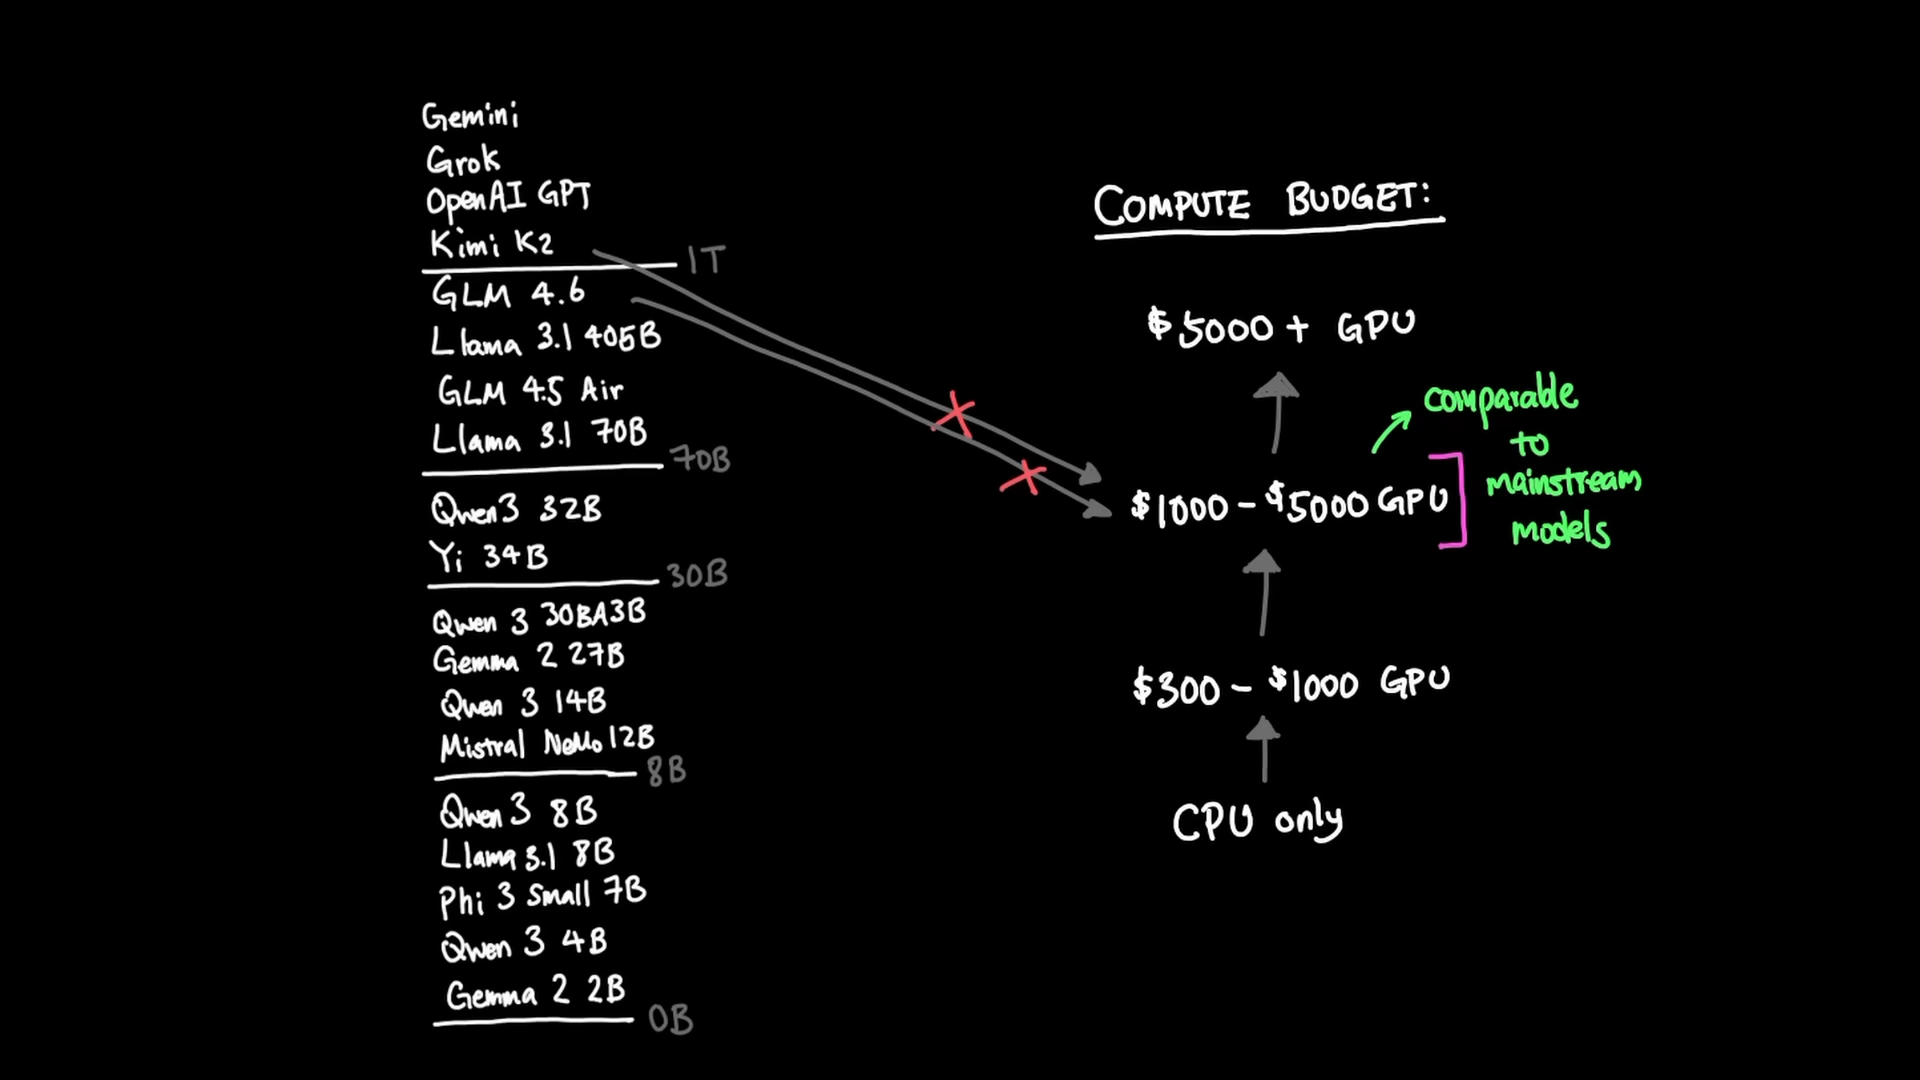 Gemini
Grok
OpenAI GPT
Kimi K2
1T
GLM 4.6
Llama 3.1 405B
GLM 4.5 Air
Llama 3.1 70B
70B
Qwen3 32B
Yi 34B
30B
Qwen 3 30BA3B
Gemma 2 27B
Qwen 3 14B
Mistral NeMo 12B
8B
Qwen 3 8B
Llama 3.1 8B
Phi 3 Small 7B
Qwen 3 4B
Gemma 2 2B
0B
COMPUTE BUDGET:
$5000+ GPU
$1000 - $5000 GPU
comparable
to
mainstream
models
$300 - $1000 GPU
CPU only